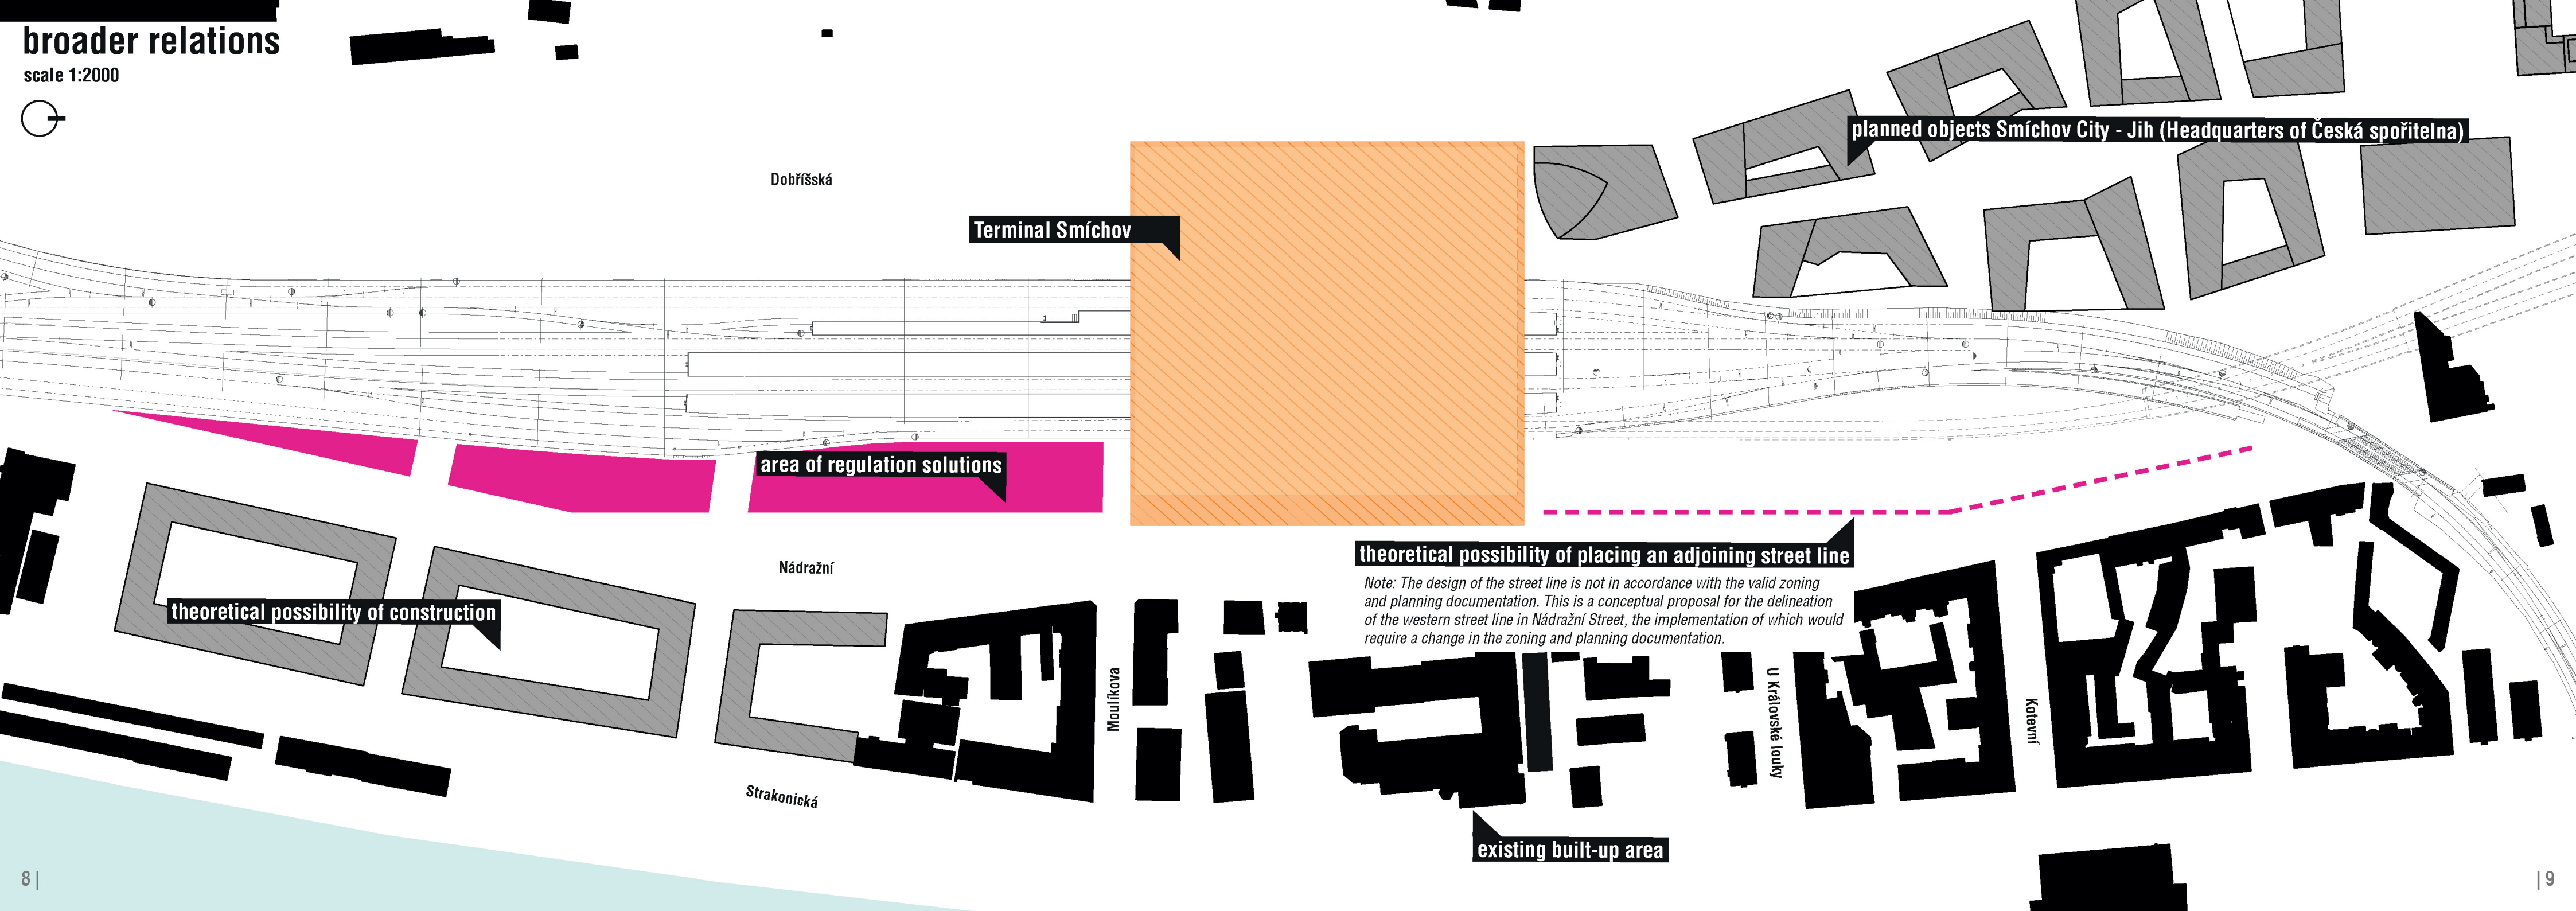 broader relations
scale 1:2000
planned objects Smíchov City - Jih (Headquarters of Česká spořitelna)
Dobříšská
Terminal Smíchov
area of regulation solutions
theoretical possibility of placing an adjoining street line
Nádražní
Note: The design of the street line is not in accordance with the valid zoning
and planning documentation. This is a conceptual proposal for the delineation
of the western street line in Nádražní Street, the implementation of which would
require a change in the zoning and planning documentation.
theoretical possibility of construction
Moulíkova
U Královské louky
Kotevní
Strakonická
existing built-up area
8 |
| 9